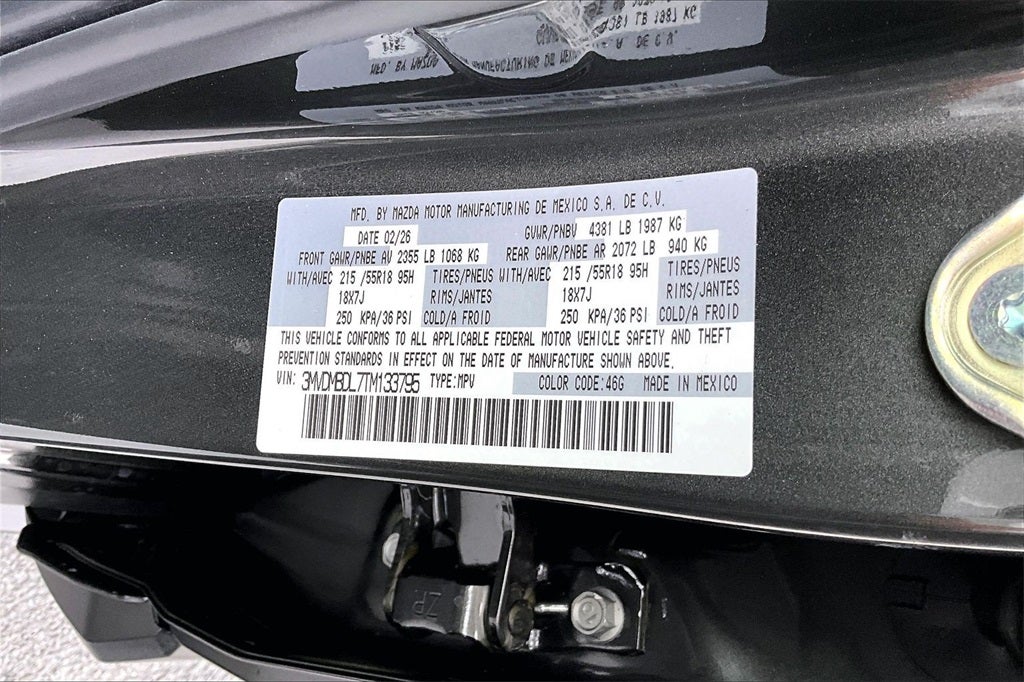 MFD. BY MAZDA MOTOR MANUFACTURING DE MEXICO S.A. DE C.V.
DATE 02/26 GVWR/PNBV 4381 LB 1987 KG
FRONT GAWR/PNBE AV 2355 LB 1068 KG REAR GAWR/PNBE AR 2072 LB 940 KG
WITH/AVEC 215 /55R18 95H TIRES/PNEUS WITH/AVEC 215 /55R18 95H TIRES/PNEUS
18X7J RIMS/JANTES 18X7J RIMS/JANTES
250 KPA/36 PSI COLD/A FROID 250 KPA/36 PSI COLD/A FROID
THIS VEHICLE CONFORMS TO ALL APPLICABLE FEDERAL MOTOR VEHICLE SAFETY AND THEFT
PREVENTION STANDARDS IN EFFECT ON THE DATE OF MANUFACTURE SHOWN ABOVE.
VIN: 3MVDMBDL7TM133795 TYPE:MPV COLOR CODE:46G MADE IN MEXICO
ZP